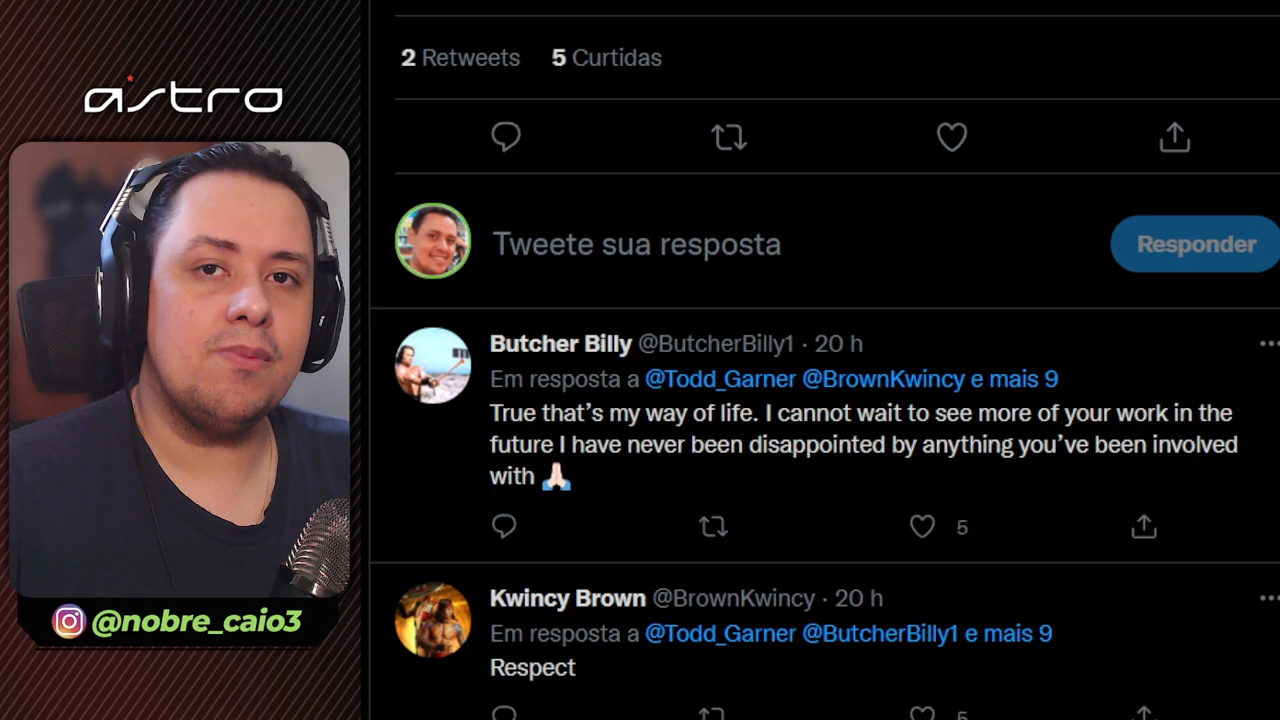 astro
@nobre_caio3
2 Retweets 5 Curtidas
Tweete sua resposta
Responder
Butcher Billy @ButcherBilly1 · 20 h
Em resposta a @Todd_Garner @BrownKwincy e mais 9
True that’s my way of life. I cannot wait to see more of your work in the
future I have never been disappointed by anything you’ve been involved
with 🙏🏻
5
Kwincy Brown @BrownKwincy · 20 h
Em resposta a @Todd_Garner @ButcherBilly1 e mais 9
Respect
5